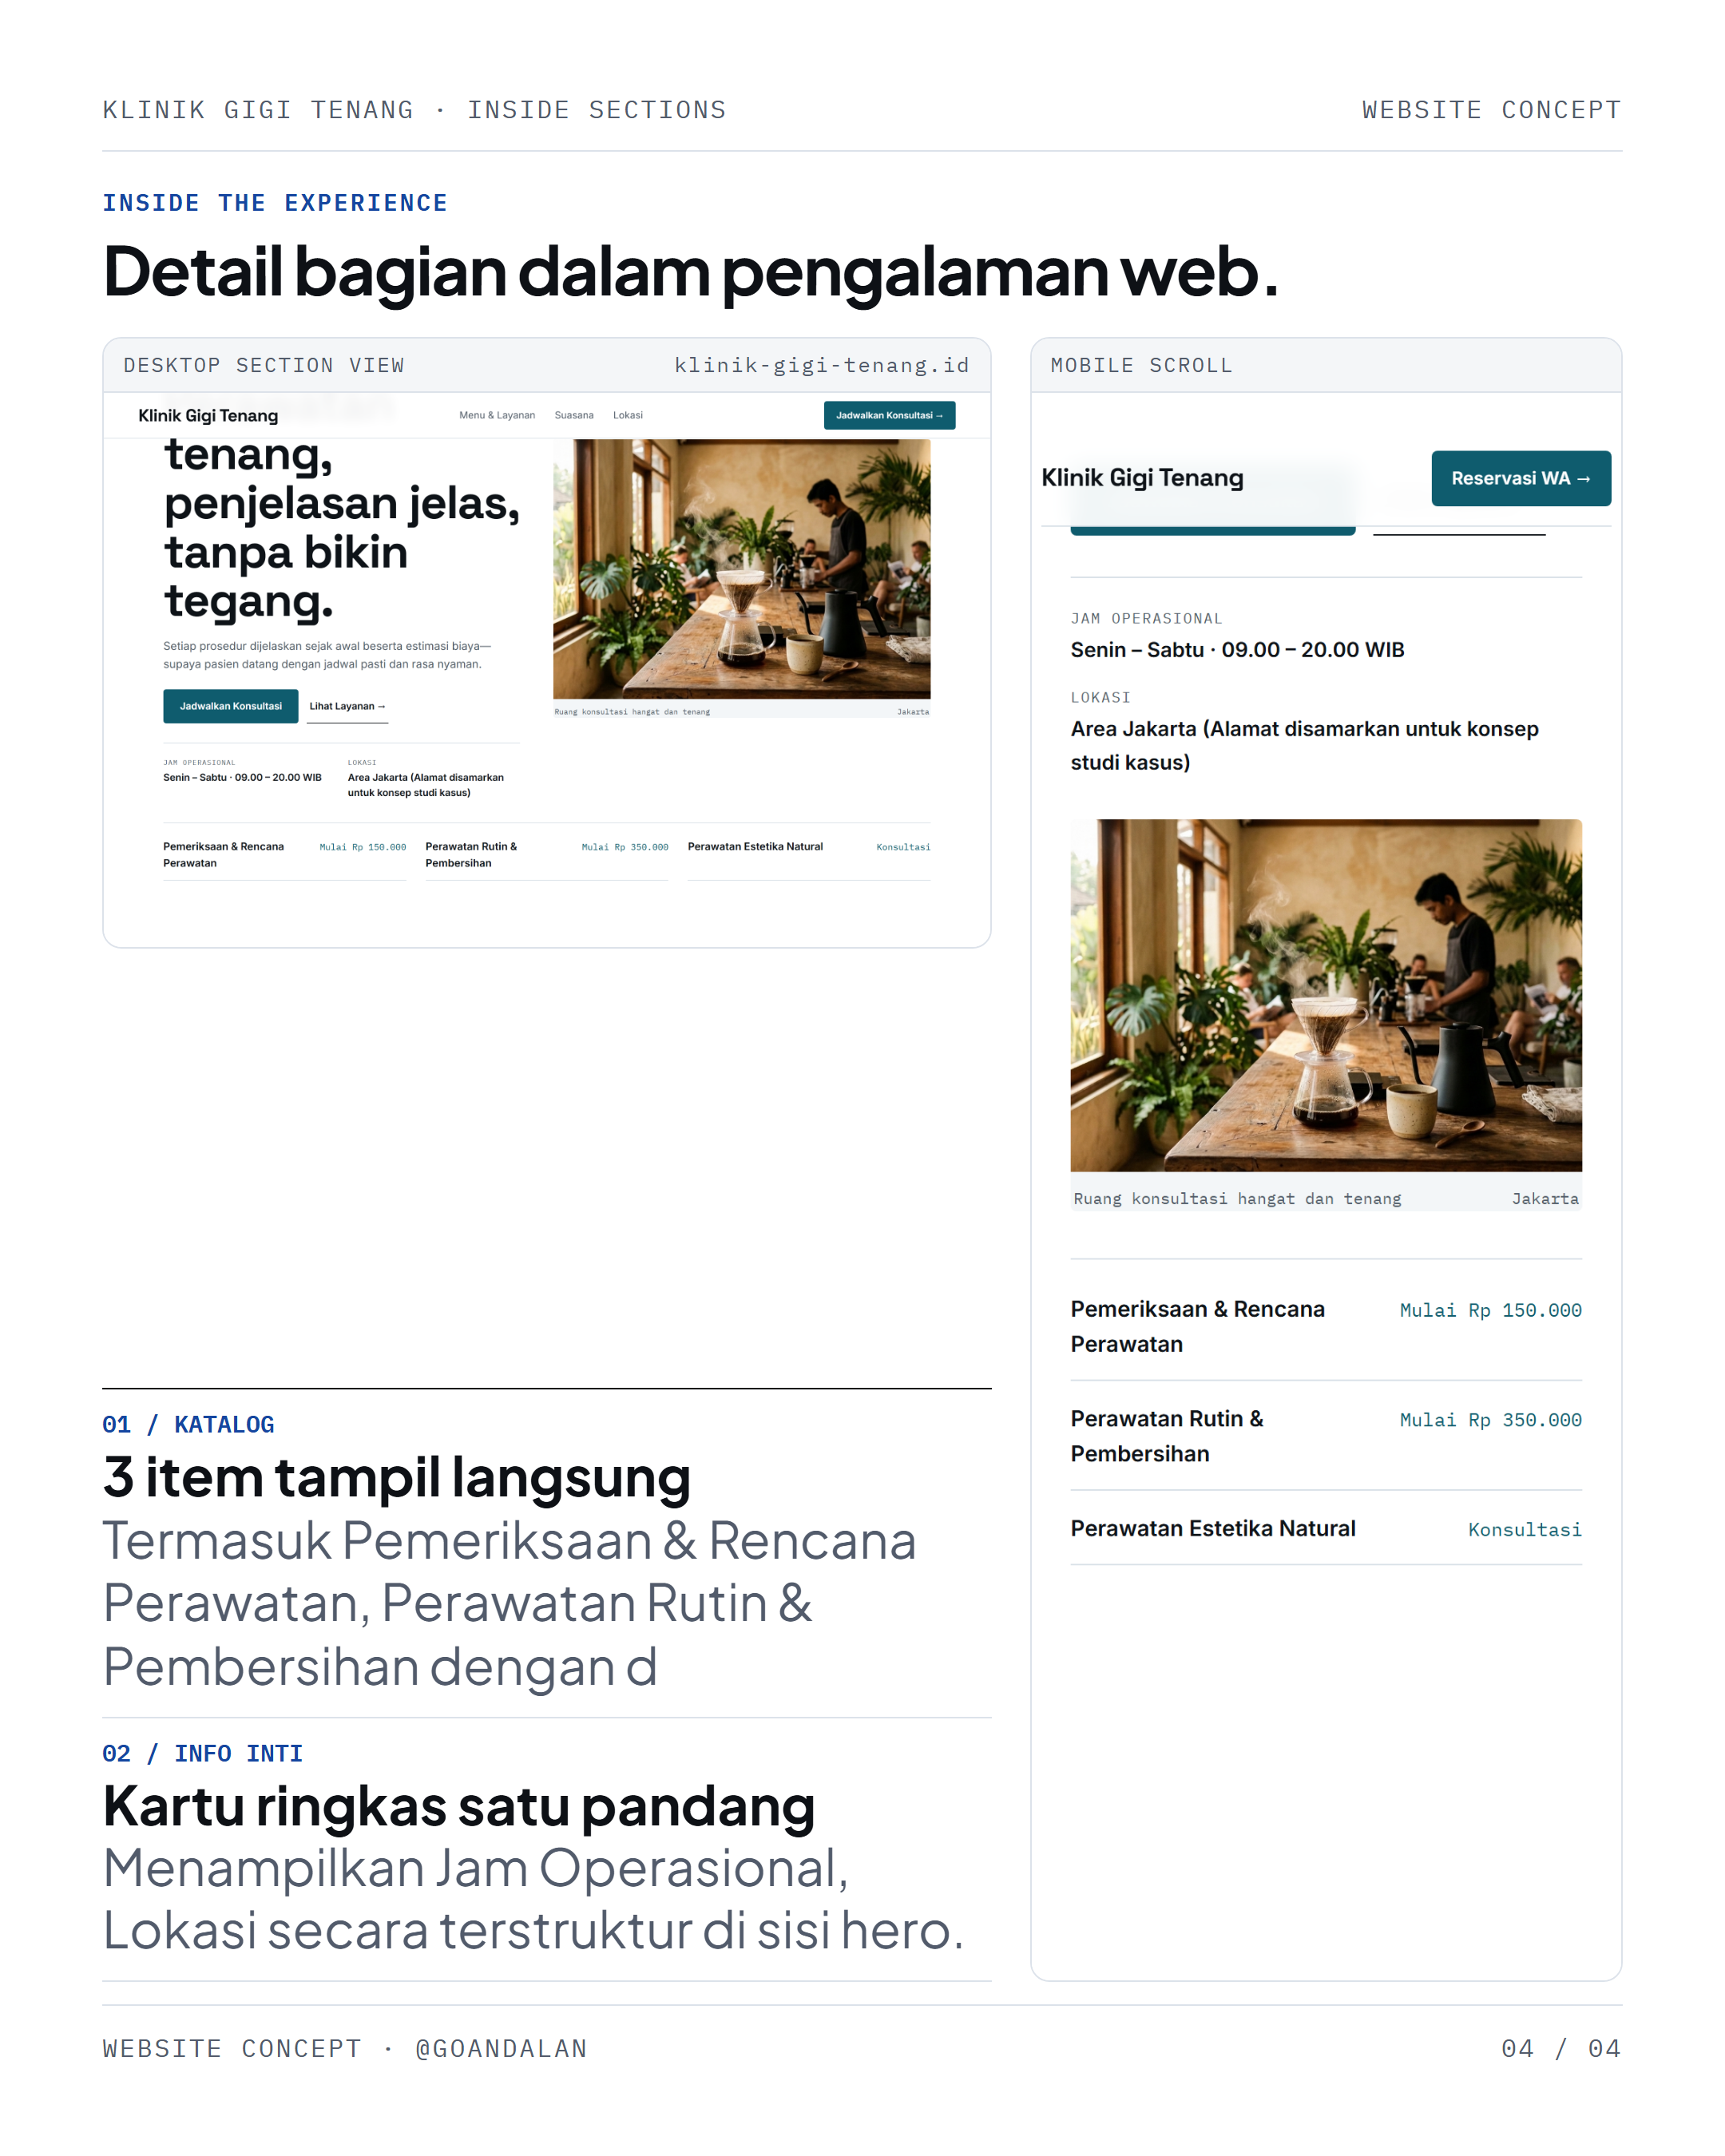 KLINIK GIGI TENANG · INSIDE SECTIONS
WEBSITE CONCEPT
INSIDE THE EXPERIENCE
Detail bagian dalam pengalaman web.
DESKTOP SECTION VIEW
klinik-gigi-tenang.id
Klinik Gigi Tenang
Menu & Layanan
Suasana
Lokasi
Jadwalkan Konsultasi →
tenang,
penjelasan jelas,
tanpa bikin
tegang.
Setiap prosedur dijelaskan sejak awal beserta estimasi biaya—
supaya pasien datang dengan jadwal pasti dan rasa nyaman.
Jadwalkan Konsultasi
Lihat Layanan →
Ruang konsultasi hangat dan tenang
Jakarta
JAM OPERASIONAL
Senin – Sabtu · 09.00 – 20.00 WIB
LOKASI
Area Jakarta (Alamat disamarkan
untuk konsep studi kasus)
Pemeriksaan & Rencana
Perawatan
Mulai Rp 150.000
Perawatan Rutin &
Pembersihan
Mulai Rp 350.000
Perawatan Estetika Natural
Konsultasi
MOBILE SCROLL
Klinik Gigi Tenang
Reservasi WA →
JAM OPERASIONAL
Senin – Sabtu · 09.00 – 20.00 WIB
LOKASI
Area Jakarta (Alamat disamarkan untuk konsep
studi kasus)
Ruang konsultasi hangat dan tenang
Jakarta
Pemeriksaan & Rencana
Perawatan
Mulai Rp 150.000
Perawatan Rutin &
Pembersihan
Mulai Rp 350.000
Perawatan Estetika Natural
Konsultasi
01 / KATALOG
3 item tampil langsung
Termasuk Pemeriksaan & Rencana
Perawatan, Perawatan Rutin &
Pembersihan dengan d
02 / INFO INTI
Kartu ringkas satu pandang
Menampilkan Jam Operasional,
Lokasi secara terstruktur di sisi hero.
WEBSITE CONCEPT · @GOANDALAN
04 / 04